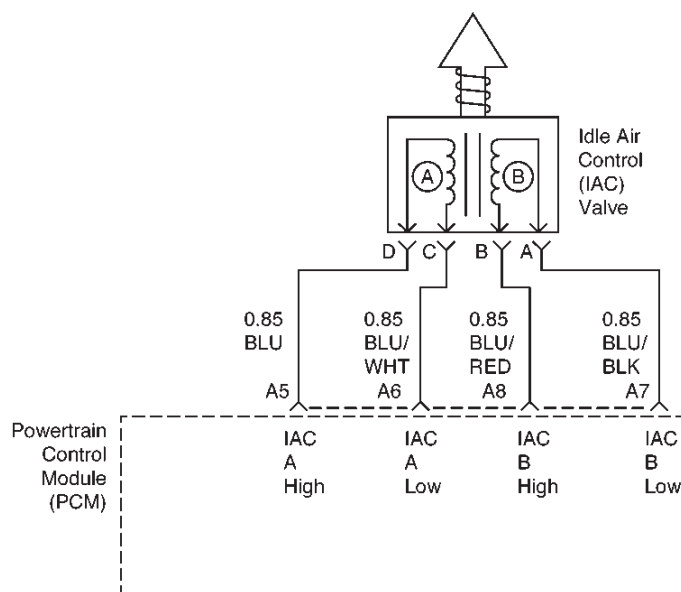 Idle Air
Control
(IAC)
Valve
A
B
D
C
B
A
0.85
BLU
0.85
BLU/
WHT
0.85
BLU/
RED
0.85
BLU/
BLK
A5
A6
A8
A7
Powertrain
Control
Module
(PCM)
IAC
A
High
IAC
A
Low
IAC
B
High
IAC
B
Low